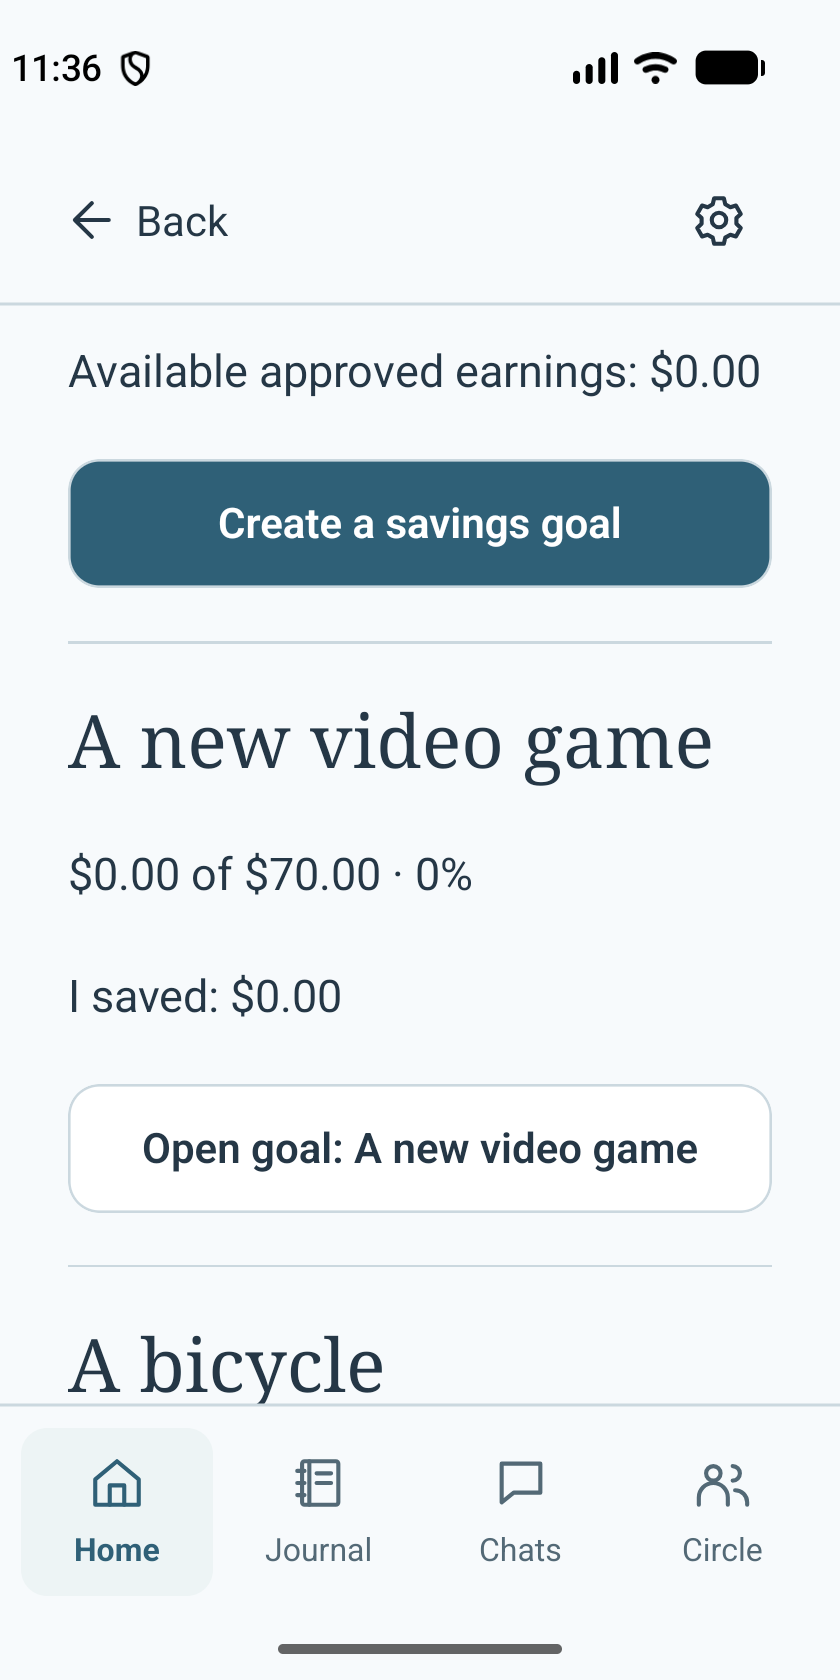 11:36
Back
Available approved earnings: $0.00
Create a savings goal
A new video game
$0.00 of $70.00 · 0%
I saved: $0.00
Open goal: A new video game
A bicycle
Home
Journal
Chats
Circle